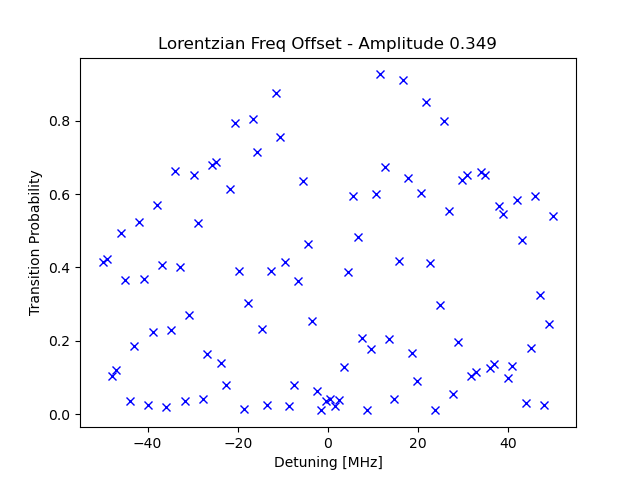 Lorentzian Freq Offset - Amplitude 0.349
Transition Probability
0.8
0.6
0.4
0.2
0.0
−40 −20 0 20 40
Detuning [MHz]